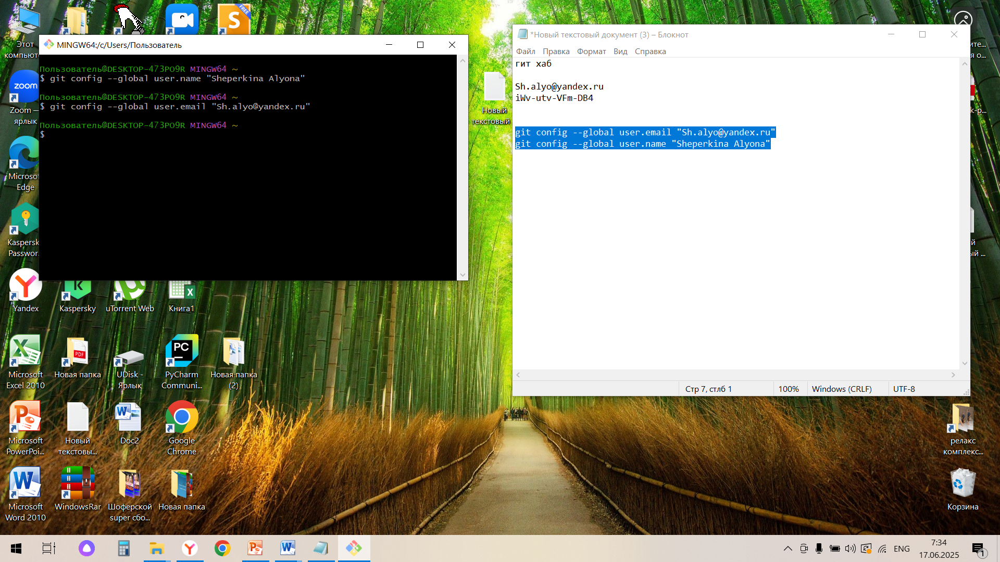 Этот
компьют
MINGW64:/c/Users/Пользователь
Пользователь@DESKTOP-473PO9R MINGW64 ~
$ git config --global user.name "Sheperkina Alyona"
Пользователь@DESKTOP-473PO9R MINGW64 ~
$ git config --global user.email "Sh.alyo@yandex.ru"
Пользователь@DESKTOP-473PO9R MINGW64 ~
$
*Новый текстовый документ (3) – Блокнот
Файл Правка Формат Вид Справка
гит хаб
Sh.alyo@yandex.ru
iWv-utv-VFm-DB4
git config --global user.email "Sh.alyo@yandex.ru"
git config --global user.name "Sheperkina Alyona"
Стр 7, стлб 1
100%
Windows (CRLF)
UTF-8
FREE
S
zoom
Zoom —
ярлык
Новый
текстовый
Microsof
Edge
Kaspersk
Passwor.
Yandex
Kaspersky
uTorrent Web
Книга1
Microsoft
Excel 2010
PDF
Новая папка
UDisk -
Ярлык
PC
PyCharm
Communi...
Новая папка
(2)
Microsoft
PowerPoi...
Новый
текстовы...
Doc2
Google
Chrome
Microsoft
Word 2010
WindowsRar
Шоферской
super сбо...
Новая папка
ите...
я о...
k-p...
й
ый ...
релакс
комплекс...
Корзина
ENG
7:34
17.06.2025
1